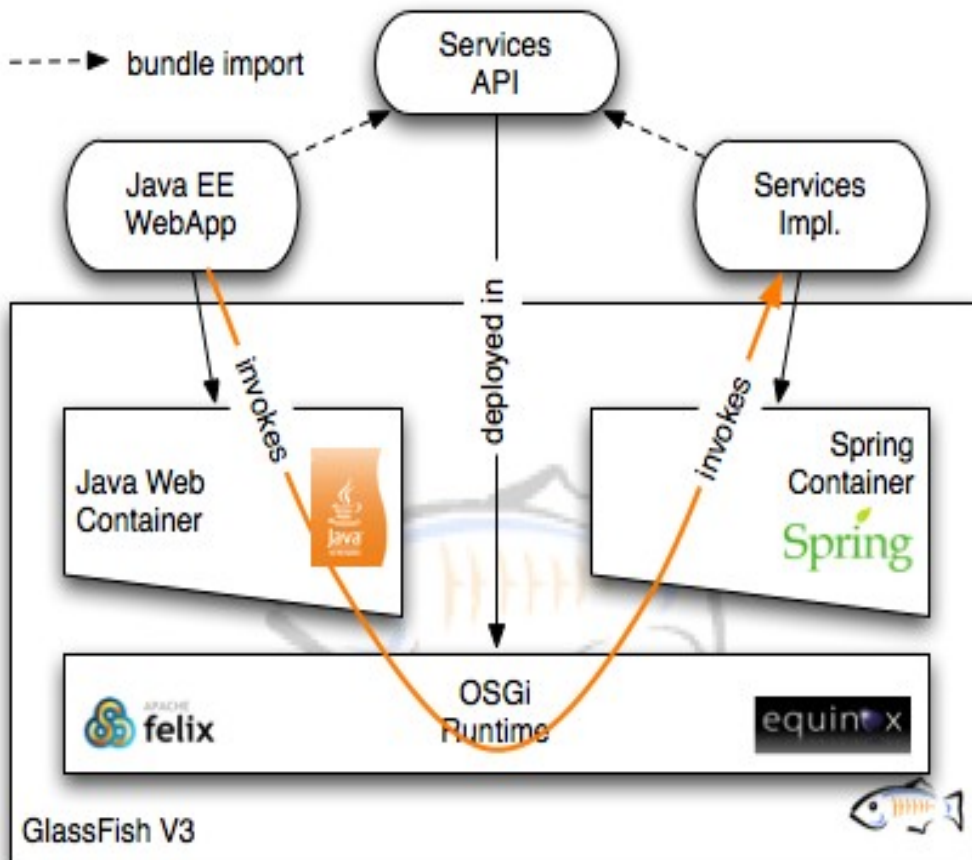 bundle import
Services
API
Java EE
WebApp
Services
Impl.
deployed in
invokes
invokes
Java Web
Container
Java
Spring
Container
Spring
APACHE
felix
OSGi
Runtime
equinox
GlassFish V3